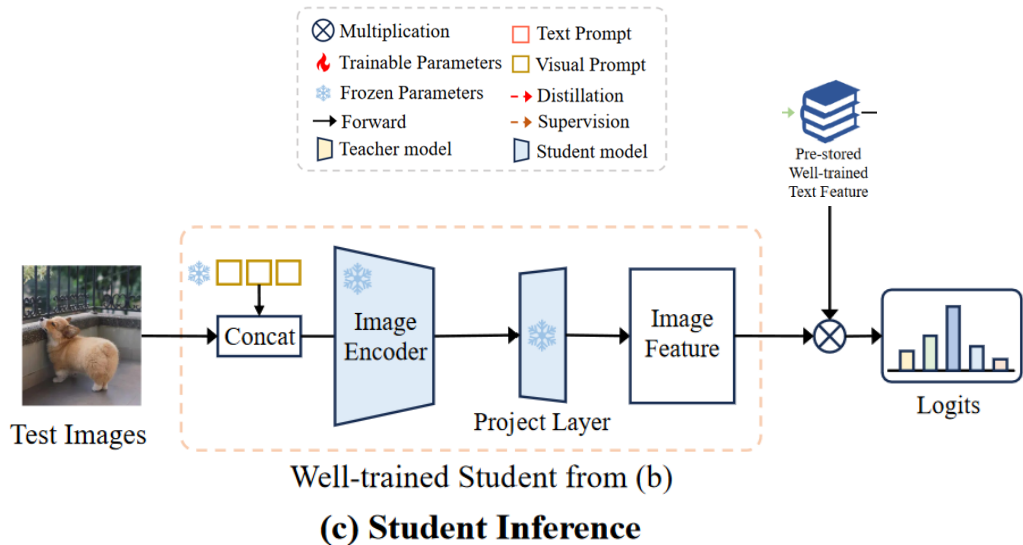 Multiplication
Text Prompt
Trainable Parameters
Visual Prompt
Frozen Parameters
Distillation
Forward
Supervision
Teacher model
Student model
Pre-stored
Well-trained
Text Feature
Concat
Image
Encoder
Image
Feature
Project Layer
Test Images
Logits
Well-trained Student from (b)
(c) Student Inference